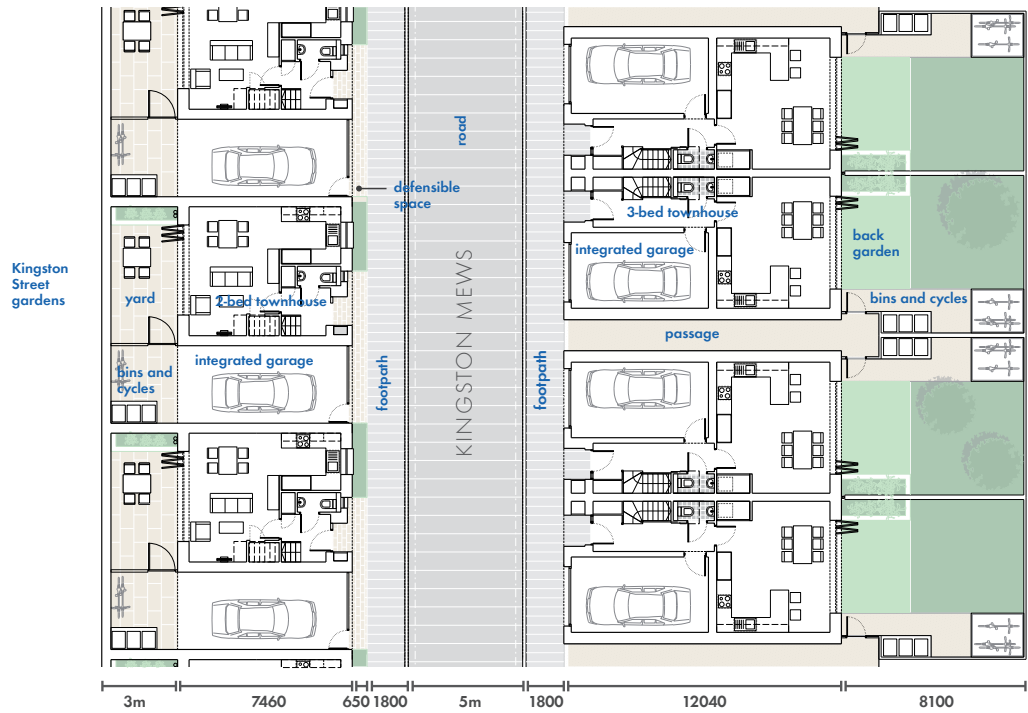 road
defensible
space
3-bed townhouse
integrated garage
back
garden
Kingston
Street
gardens
yard
2-bed townhouse
bins and cycles
KINGSTON MEWS
passage
bins and
cycles
integrated garage
footpath
footpath
3m
7460
650
1800
5m
1800
12040
8100